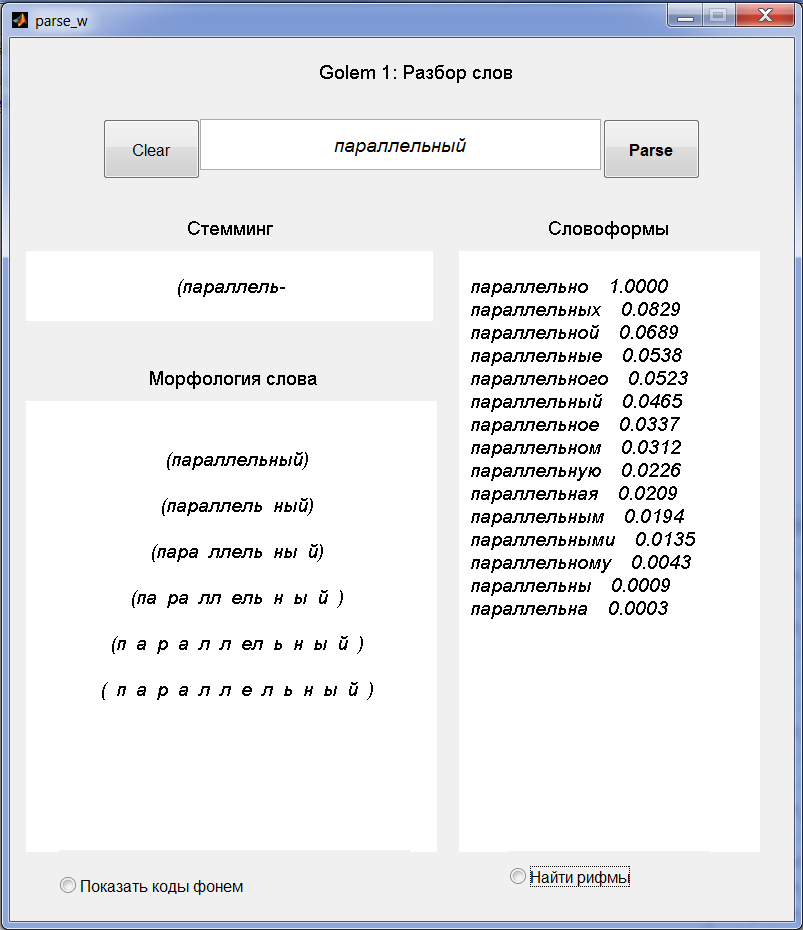 parse_w
Golem 1: Разбор слов
Clear
параллельный
Parse
Стемминг
(параллель-
Морфология слова
(параллельный)
(параллель ный)
(пара ллель ны й)
(па ра лл ель н ы й )
(п а р а л л ел ь н ы й )
( п а р а л л е л ь н ы й )
Показать коды фонем
Словоформы
параллельно 1.0000
параллельных 0.0829
параллельной 0.0689
параллельные 0.0538
параллельного 0.0523
параллельный 0.0465
параллельное 0.0337
параллельном 0.0312
параллельную 0.0226
параллельная 0.0209
параллельным 0.0194
параллельными 0.0135
параллельному 0.0043
параллельны 0.0009
параллельна 0.0003
Найти рифмы